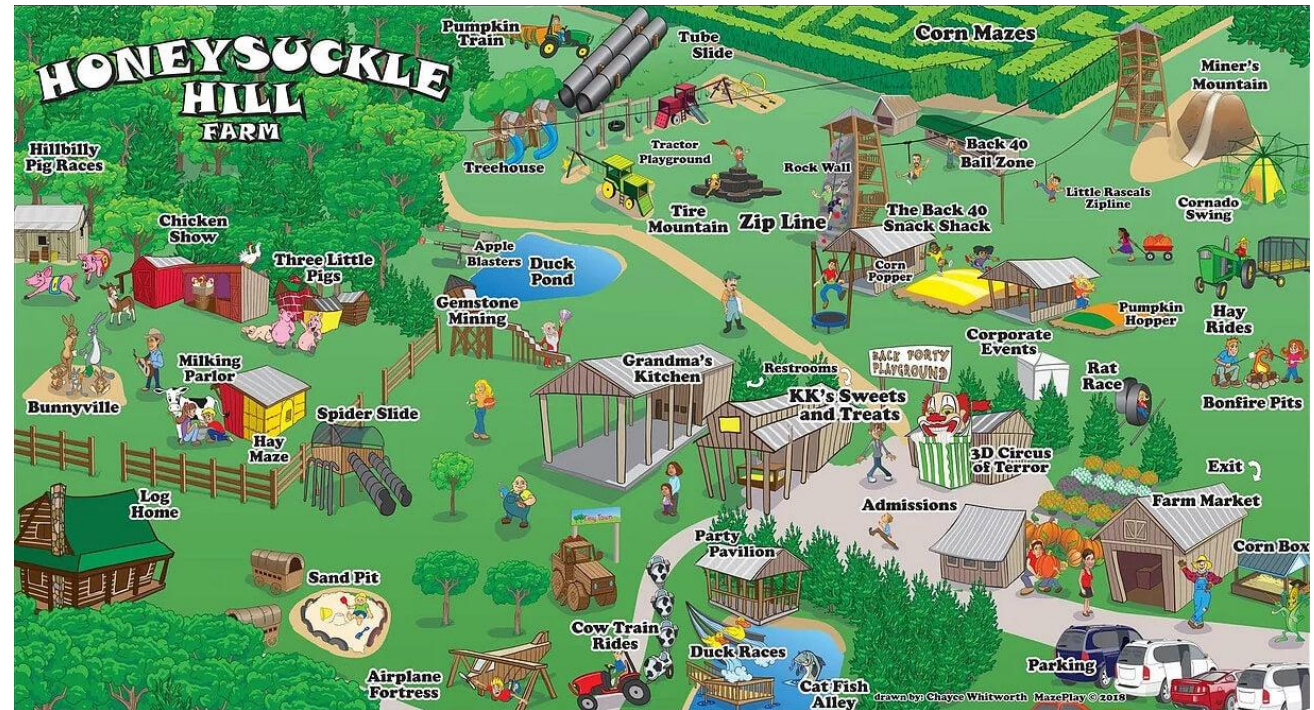 HONEYSUCKLE
HILL
FARM
Pumpkin
Train
Tube
Slide
Corn Mazes
Miner's
Mountain
Hillbilly
Pig Races
Treehouse
Tractor
Playground
Rock Wall
Back 40
Ball Zone
Little Rascals
Zipline
Cornado
Swing
Chicken
Show
Tire
Mountain
Zip Line
The Back 40
Snack Shack
Apple
Blasters
Duck
Pond
Three Little
Pigs
Corn
Popper
Gemstone
Mining
Pumpkin
Hopper
Hay
Rides
Corporate
Events
Milking
Parlor
Grandma's
Kitchen
Restrooms
BACK FORTY
PLAYGROUND
Rat
Race
Bunnyville
Spider Slide
KK's Sweets
and Treats
Bonfire Pits
Hay
Maze
3D Circus
of Terror
Exit
Log
Home
Admissions
Farm Market
Party
Pavilion
Corn Box
Sand Pit
Cow Train
Rides
Duck Races
Airplane
Fortress
Cat Fish
Alley
Parking
drawn by: Chayce Whitworth MazePlay © 2018